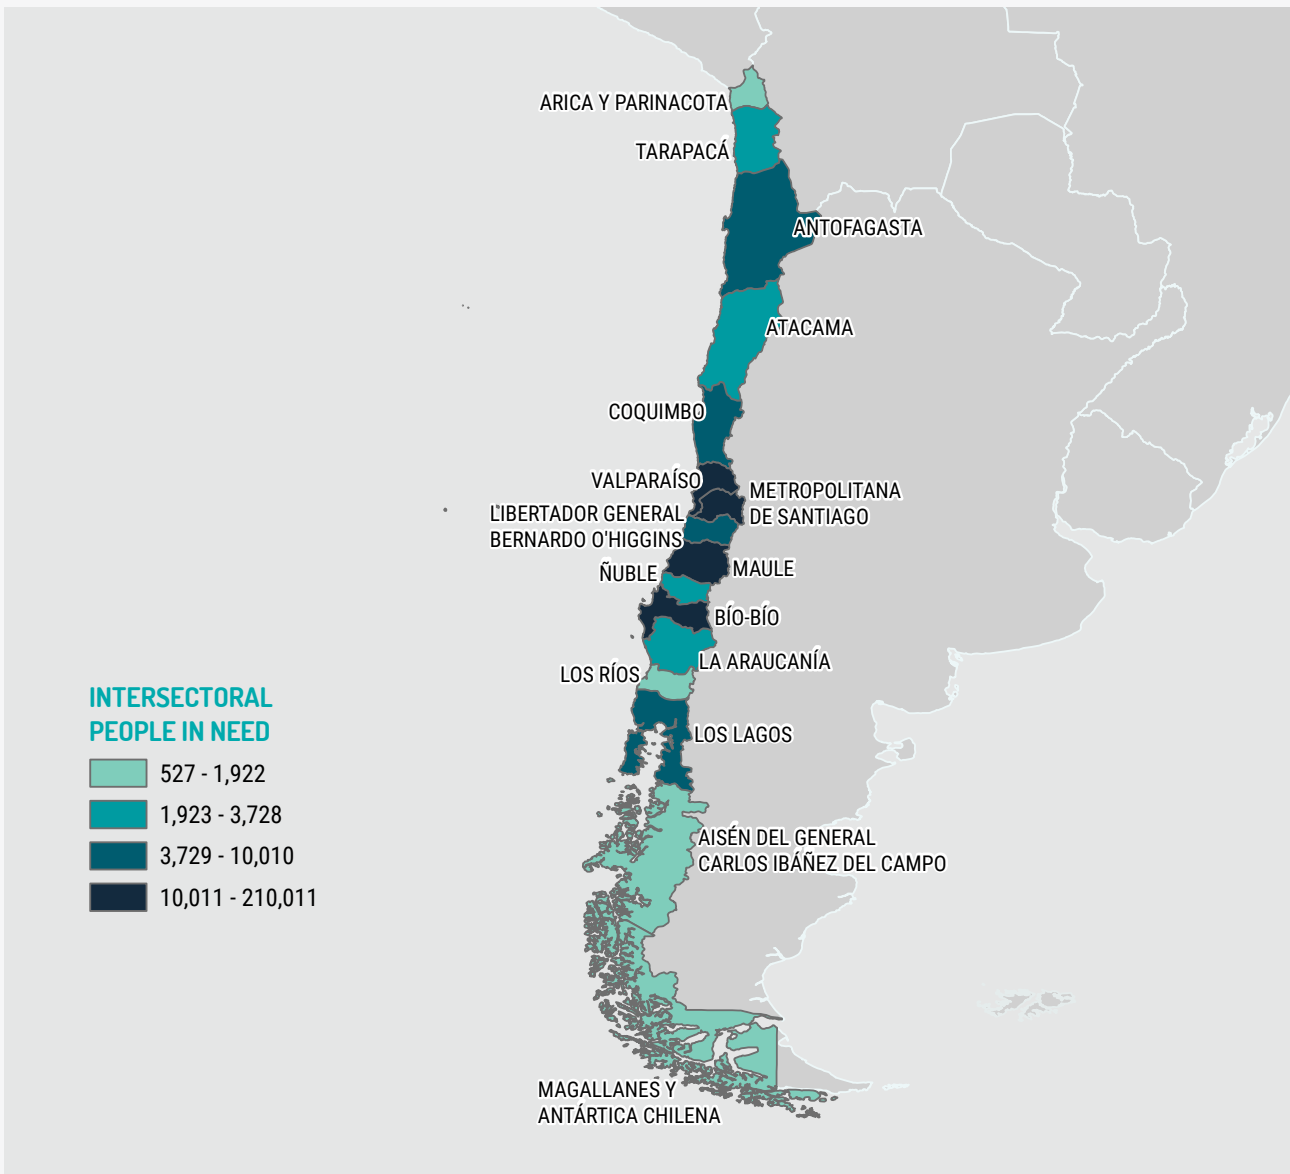 ARICA Y PARINACOTA
TARAPACÁ
ANTOFAGASTA
ATACAMA
COQUIMBO
VALPARAÍSO
METROPOLITANA
DE SANTIAGO
LIBERTADOR GENERAL
BERNARDO O'HIGGINS
MAULE
ÑUBLE
BÍO-BÍO
LA ARAUCANÍA
LOS RÍOS
LOS LAGOS
AISÉN DEL GENERAL
CARLOS IBÁÑEZ DEL CAMPO
MAGALLANES Y
ANTÁRTICA CHILENA
INTERSECTORAL
PEOPLE IN NEED
527 - 1,922
1,923 - 3,728
3,729 - 10,010
10,011 - 210,011